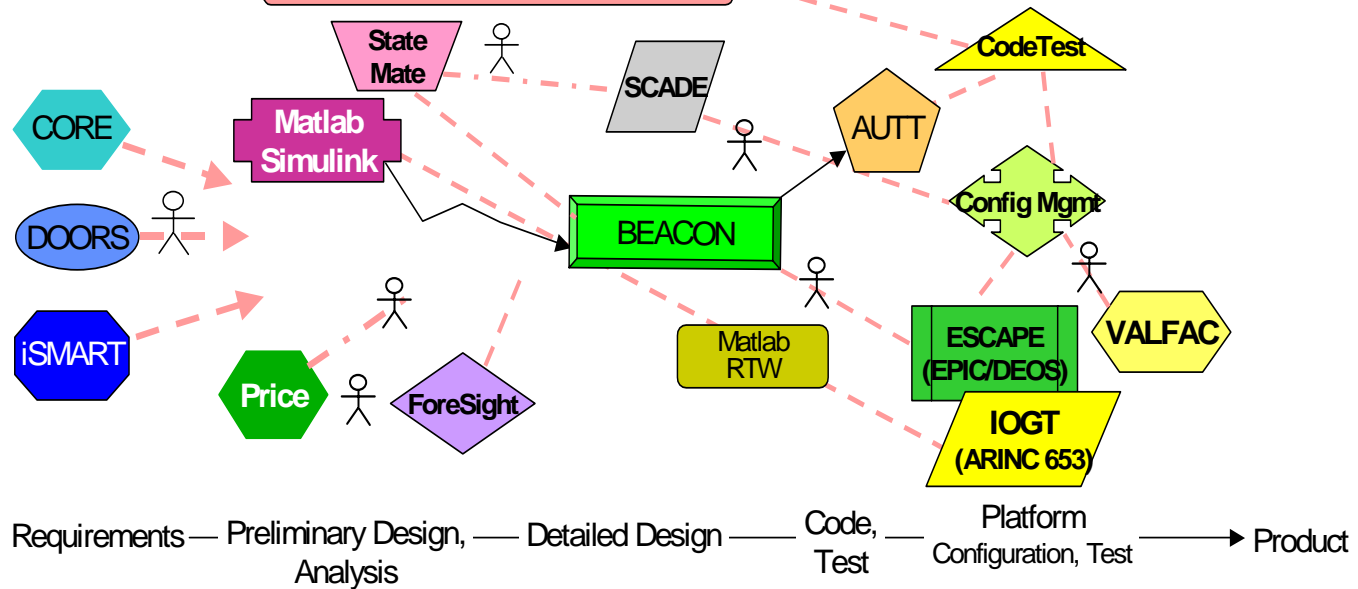 State
Mate
CodeTest
SCADE
CORE
Matlab
Simulink
AUTT
Config Mgmt
DOORS
BEACON
iSMART
Matlab
RTW
ESCAPE
(EPIC/DEOS)
VALFAC
Price
ForeSight
IOGT
(ARINC 653)
Requirements
Preliminary Design,
Analysis
Detailed Design
Code,
Test
Platform
Configuration, Test
Product